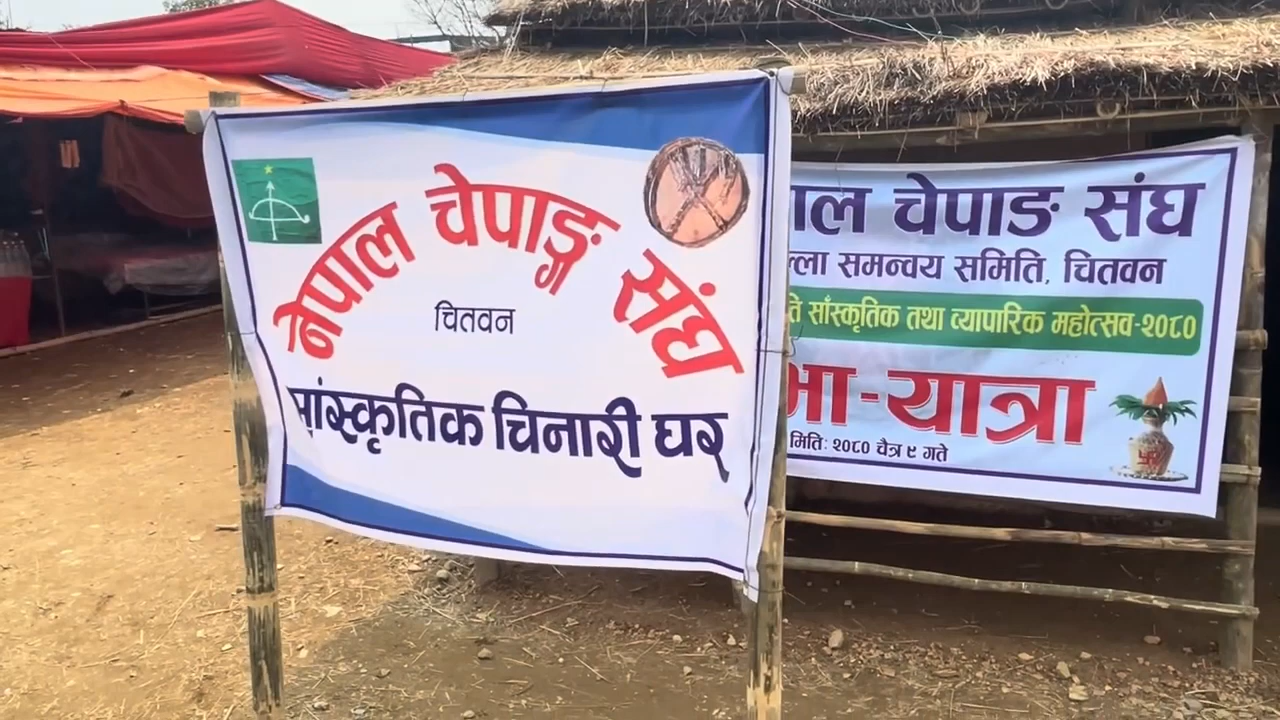 नेपाल चेपाङ्ग संघ
चितवन
सांस्कृतिक चिनारी घर
चेपाङ संघ
समन्वय समिति, चितवन
साँस्कृतिक तथा व्यापारिक महोत्सव-२०८०
यात्रा
मिति: २०८० चैत्र ९ गते